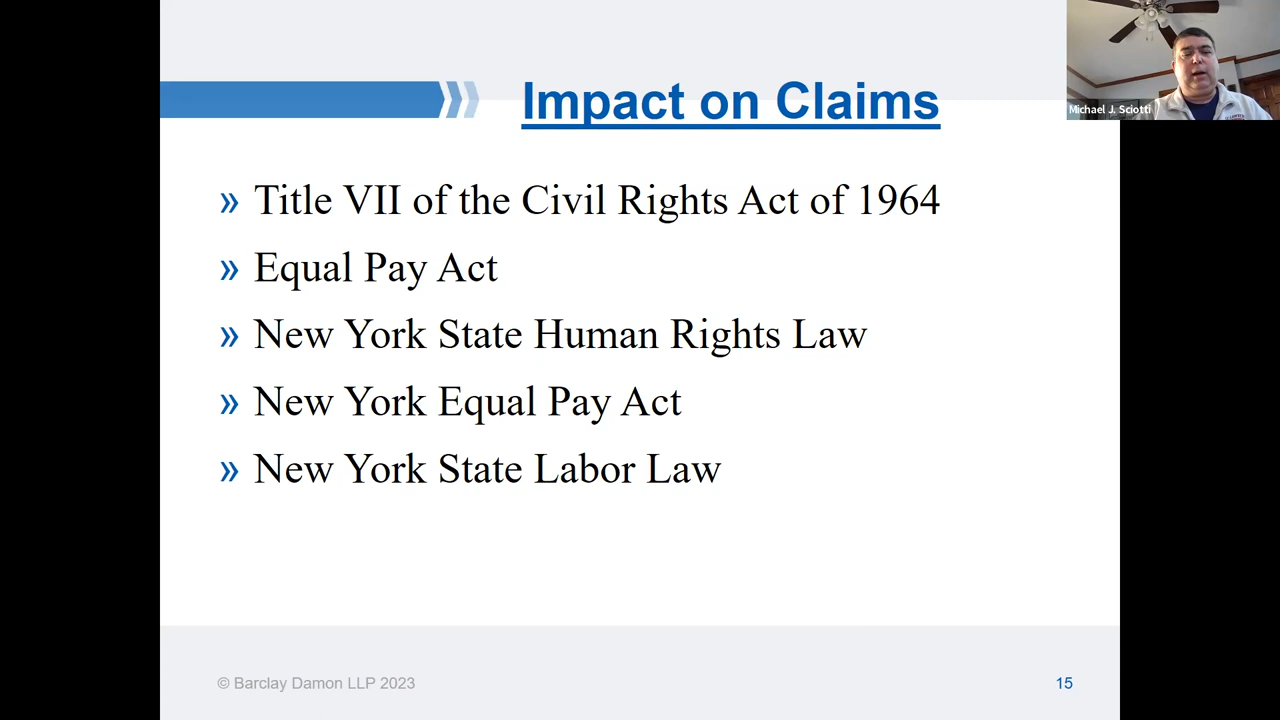 Impact on Claims
Michael J. Sciotti
» Title VII of the Civil Rights Act of 1964
» Equal Pay Act
» New York State Human Rights Law
» New York Equal Pay Act
» New York State Labor Law
© Barclay Damon LLP 2023
15